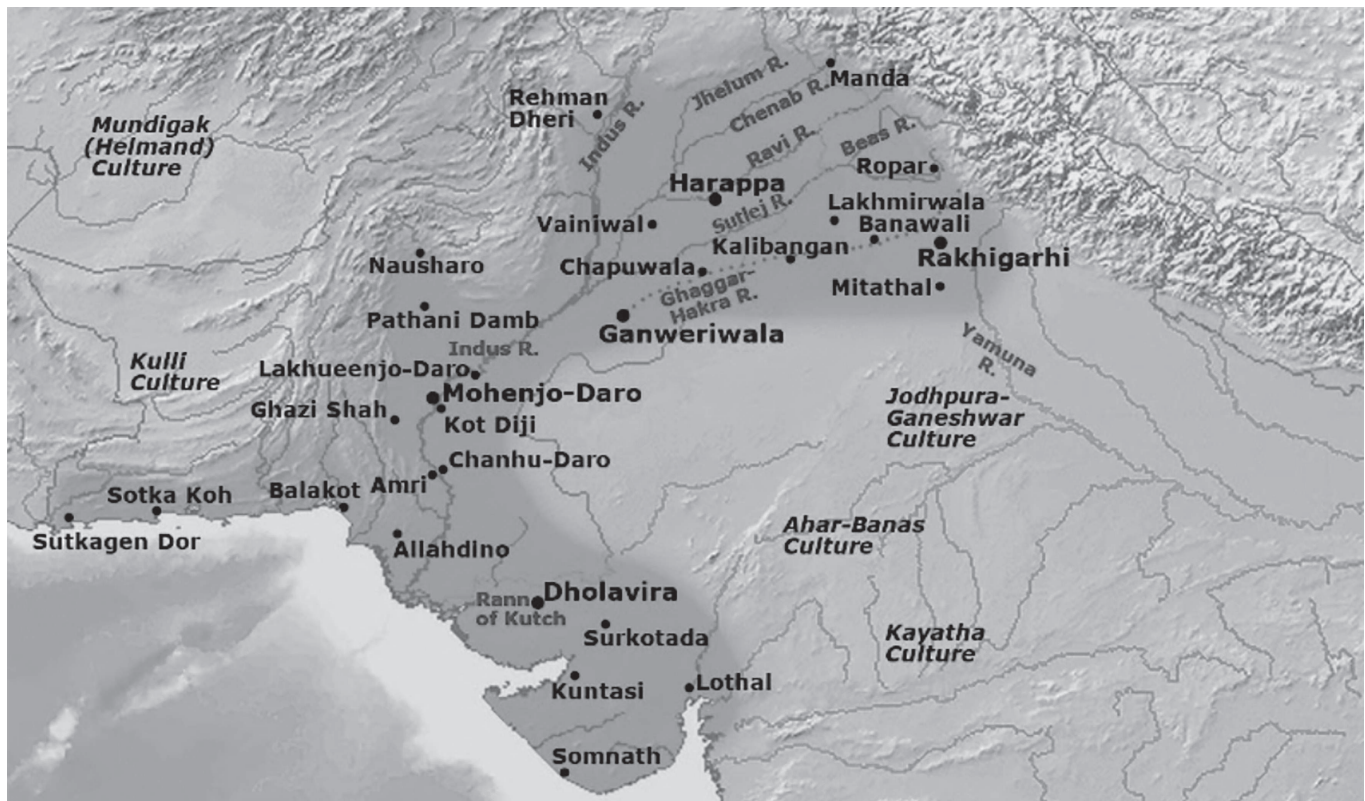 Jhelum R.
Manda
Chenab R.
Rehman
Dheri
Indus R.
Mundigak
(Helmand)
Culture
Ravi R.
Beas R.
Ropar
Harappa
Sutlej R.
Lakhmirwala
Vainiwal
Banawali
Kalibangan
Rakhigarhi
Nausharo
Chapuwala
Mitathal
Ghaggar-
Hakra R.
Pathani Damb
Ganweriwala
Indus R.
Yamuna
R.
Kulli
Culture
Lakhueenjo-Daro
Mohenjo-Daro
Ghazi Shah
Kot Diji
Jodhpura-
Ganeshwar
Culture
Chanhu-Daro
Amri
Balakot
Sotka Koh
Sutkagen Dor
Allahdino
Ahar-Banas
Culture
Dholavira
Rann
of Kutch
Surkotada
Kayatha
Culture
Kuntasi
Lothal
Somnath